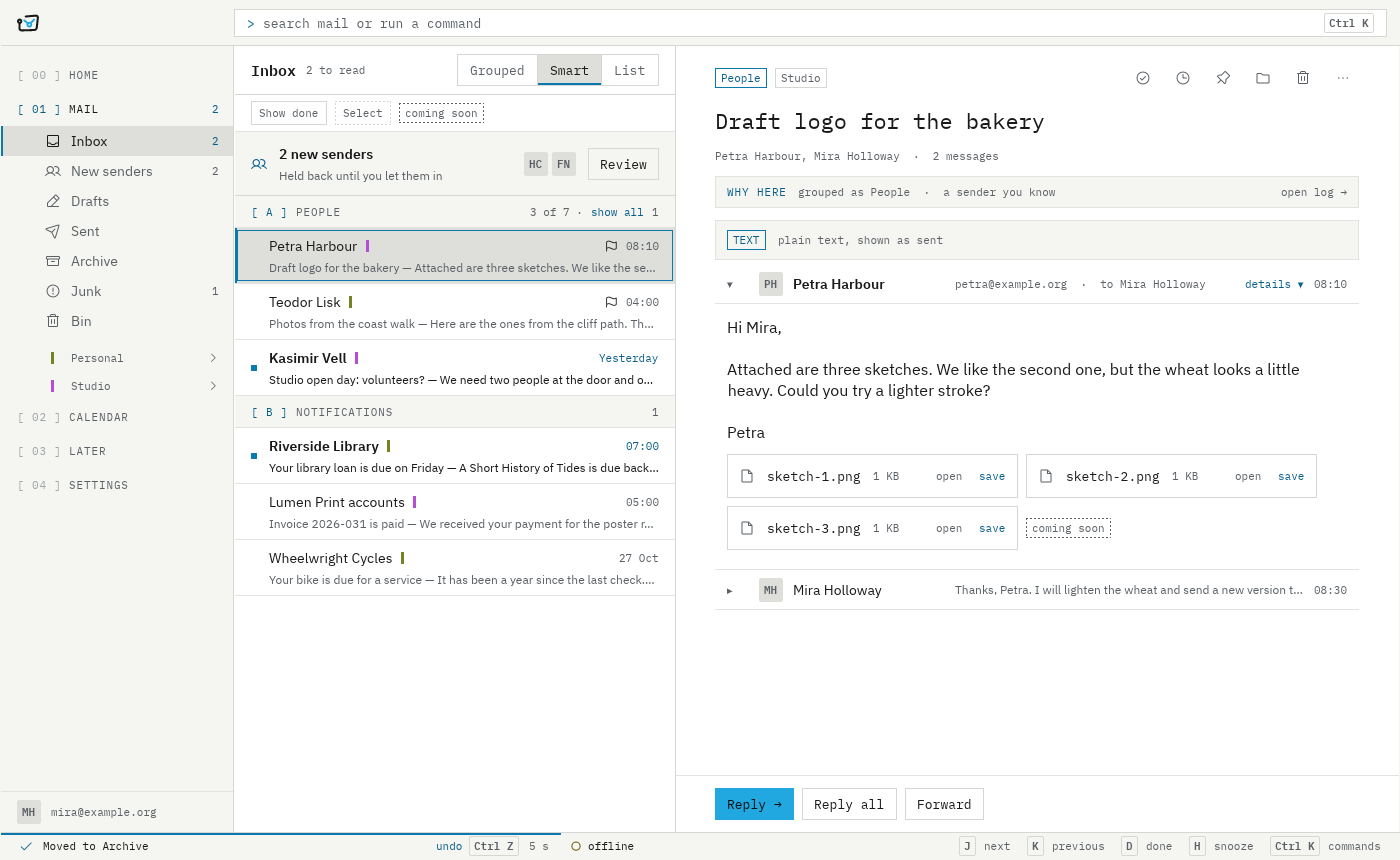 > search mail or run a command Ctrl K
[ 00 ] HOME
[ 01 ] MAIL 2
Inbox 2
New senders 2
Drafts
Sent
Archive
Junk 1
Bin
Personal
Studio
[ 02 ] CALENDAR
[ 03 ] LATER
[ 04 ] SETTINGS
MH mira@example.org
Inbox 2 to read Grouped Smart List
Show done Select coming soon
2 new senders
Held back until you let them in
HC FN Review
[ A ] PEOPLE 3 of 7 · show all 1
Petra Harbour 08:10
Draft logo for the bakery — Attached are three sketches. We like the se…
Teodor Lisk 04:00
Photos from the coast walk — Here are the ones from the cliff path. Th…
Kasimir Vell Yesterday
Studio open day: volunteers? — We need two people at the door and o…
[ B ] NOTIFICATIONS 1
Riverside Library 07:00
Your library loan is due on Friday — A Short History of Tides is due back…
Lumen Print accounts 05:00
Invoice 2026-031 is paid — We received your payment for the poster r…
Wheelwright Cycles 27 Oct
Your bike is due for a service — It has been a year since the last check.…
People Studio
Draft logo for the bakery
Petra Harbour, Mira Holloway · 2 messages
WHY HERE grouped as People · a sender you know open log →
TEXT plain text, shown as sent
▾ PH Petra Harbour petra@example.org · to Mira Holloway details ▾ 08:10
Hi Mira,
Attached are three sketches. We like the second one, but the wheat looks a little
heavy. Could you try a lighter stroke?
Petra
sketch-1.png 1 KB open save
sketch-2.png 1 KB open save
sketch-3.png 1 KB open save
coming soon
▸ MH Mira Holloway Thanks, Petra. I will lighten the wheat and send a new version t… 08:30
Reply → Reply all Forward
Moved to Archive undo Ctrl Z 5 s offline
J next K previous D done H snooze Ctrl K commands